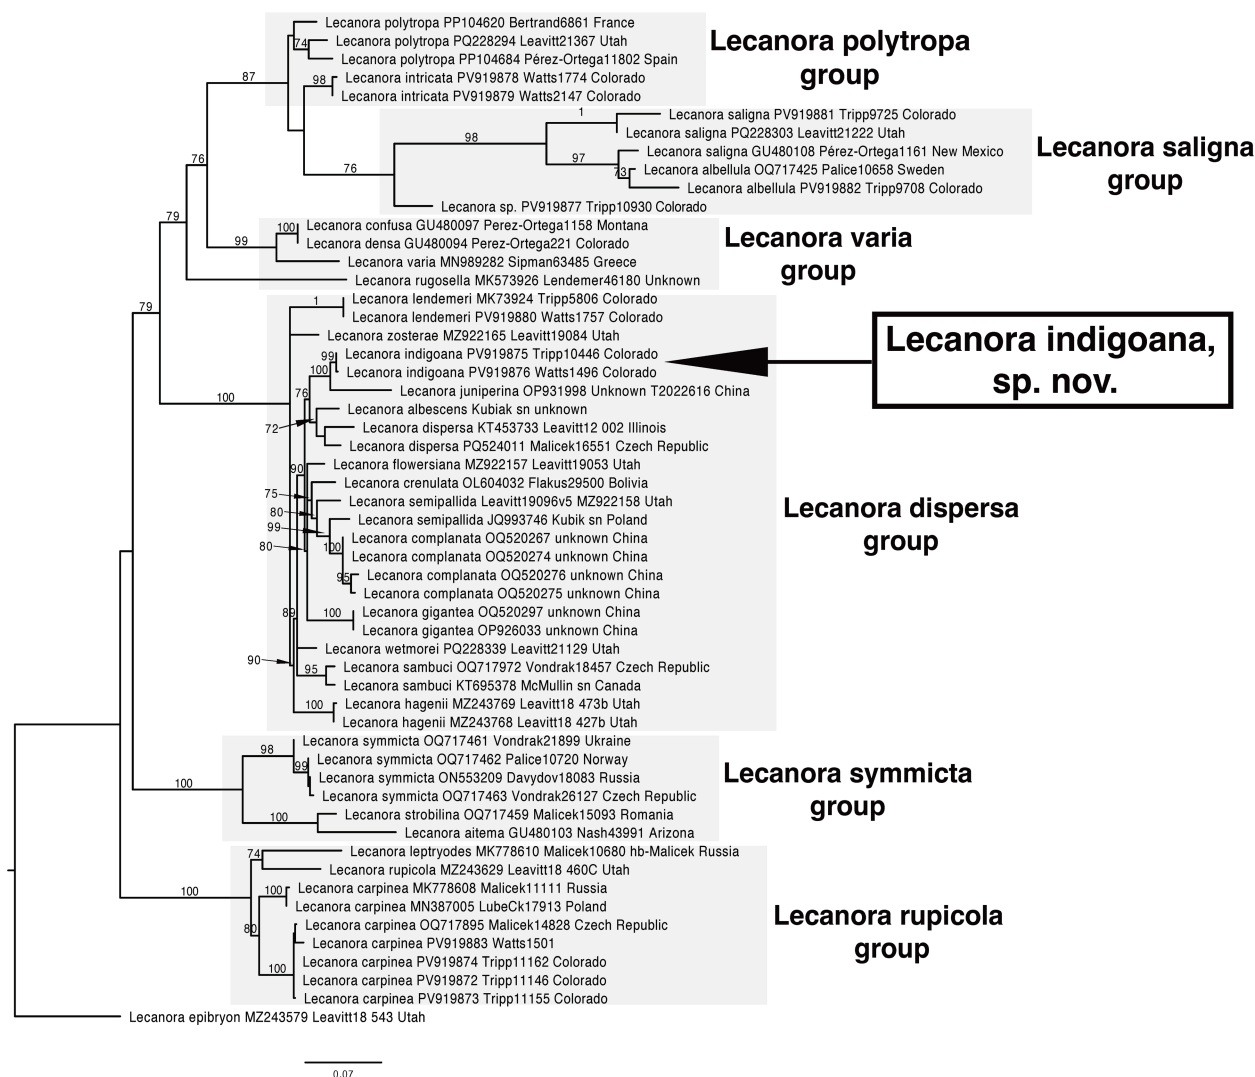 Lecanora polytropa PP104620 Bertrand6861 France
74
Lecanora polytropa PQ228294 Leavitt21367 Utah
Lecanora polytropa PP104684 Pérez-Ortega11802 Spain
Lecanora polytropa
group
87
98
Lecanora intricata PV919878 Watts1774 Colorado
Lecanora intricata PV919879 Watts2147 Colorado
1
Lecanora saligna PV919881 Tripp9725 Colorado
Lecanora saligna PQ228303 Leavitt21222 Utah
98
97
Lecanora saligna GU480108 Pérez-Ortega1161 New Mexico
Lecanora saligna
group
76
76
73
Lecanora albellula OQ717425 Palice10658 Sweden
Lecanora albellula PV919882 Tripp9708 Colorado
Lecanora sp. PV919877 Tripp10930 Colorado
79
100
Lecanora confusa GU480097 Perez-Ortega1158 Montana
99
Lecanora densa GU480094 Perez-Ortega221 Colorado
Lecanora varia MN989282 Sipman63485 Greece
Lecanora varia
group
Lecanora rugosella MK573926 Lendemer46180 Unknown
79
1
Lecanora lendemeri MK73924 Tripp5806 Colorado
Lecanora lendemeri PV919880 Watts1757 Colorado
Lecanora zosterae MZ922165 Leavitt19084 Utah
99
Lecanora indigoana PV919875 Tripp10446 Colorado
100
Lecanora indigoana PV919876 Watts1496 Colorado
Lecanora indigoana,
sp. nov.
100
76
Lecanora juniperina OP931998 Unknown T2022616 China
Lecanora albescens Kubiak sn unknown
72
Lecanora dispersa KT453733 Leavitt12 002 Illinois
Lecanora dispersa PQ524011 Malicek16551 Czech Republic
90
Lecanora flowersiana MZ922157 Leavitt19053 Utah
Lecanora crenulata OL604032 Flakus29500 Bolivia
75
Lecanora semipallida Leavitt19096v5 MZ922158 Utah
80
Lecanora semipallida JQ993746 Kubik sn Poland
99
Lecanora complanata OQ520267 unknown China
80
100
Lecanora complanata OQ520274 unknown China
95
Lecanora complanata OQ520276 unknown China
Lecanora complanata OQ520275 unknown China
Lecanora dispersa
group
89
100
Lecanora gigantea OQ520297 unknown China
Lecanora gigantea OP926033 unknown China
Lecanora wetmorei PQ228339 Leavitt21129 Utah
90
95
Lecanora sambuci OQ717972 Vondrak18457 Czech Republic
Lecanora sambuci KT695378 McMullin sn Canada
100
Lecanora hagenii MZ243769 Leavitt18 473b Utah
Lecanora hagenii MZ243768 Leavitt18 427b Utah
98
Lecanora symmicta OQ717461 Vondrak21899 Ukraine
99
Lecanora symmicta OQ717462 Palice10720 Norway
100
Lecanora symmicta ON553209 Davydov18083 Russia
Lecanora symmicta OQ717463 Vondrak26127 Czech Republic
Lecanora symmicta
group
100
Lecanora strobilina OQ717459 Malicek15093 Romania
Lecanora aitema GU480103 Nash43991 Arizona
74
Lecanora leptryodes MK778610 Malicek10680 hb-Malicek Russia
Lecanora rupicola MZ243629 Leavitt18 460C Utah
100
100
Lecanora carpinea MK778608 Malicek11111 Russia
Lecanora carpinea MN387005 LubeCk17913 Poland
80
Lecanora carpinea OQ717895 Malicek14828 Czech Republic
Lecanora carpinea PV919883 Watts1501
100
Lecanora carpinea PV919874 Tripp11162 Colorado
Lecanora carpinea PV919872 Tripp11146 Colorado
Lecanora carpinea PV919873 Tripp11155 Colorado
Lecanora rupicola
group
Lecanora epibryon MZ243579 Leavitt18 543 Utah
0.07